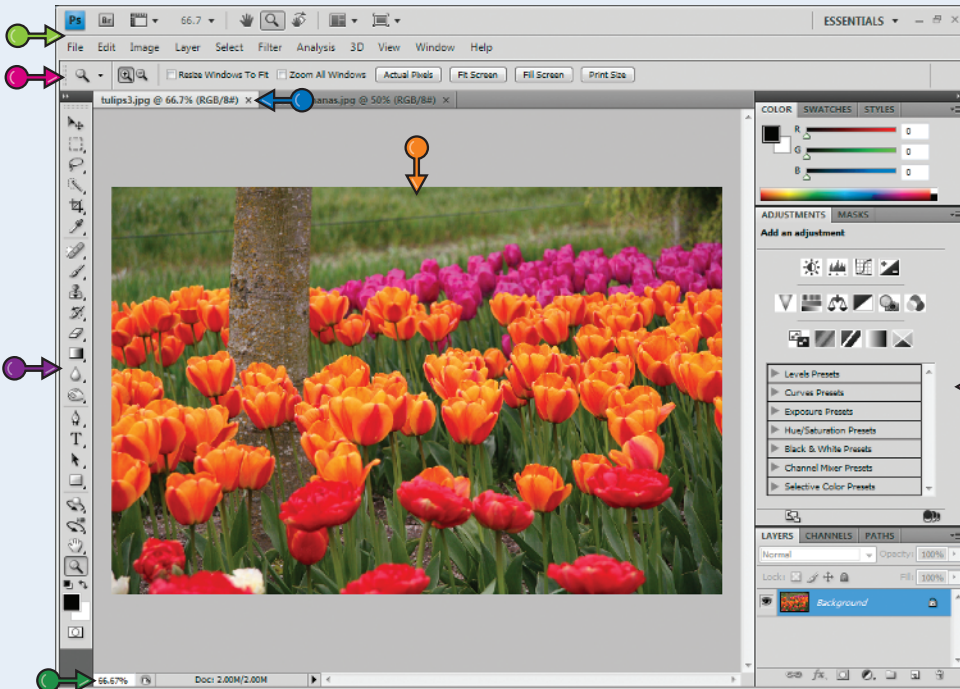 Ps Br 66.7 ESSENTIALS
File Edit Image Layer Select Filter Analysis 3D View Window Help
Resize Windows To Fit Zoom All Windows Actual Pixels Fit Screen Fill Screen Print Size
tulips3.jpg @ 66.7% (RGB/8#) × anas.jpg @ 50% (RGB/8#) ×
COLOR SWATCHES STYLES
R 0
G 0
B 0
ADJUSTMENTS MASKS
Add an adjustment
Levels Presets
Curves Presets
Exposure Presets
Hue/Saturation Presets
Black & White Presets
Channel Mixer Presets
Selective Color Presets
LAYERS CHANNELS PATHS
Normal Opacity: 100%
Lock: Fill: 100%
Background
T
fx
66.67% Doc: 2.00M/2.00M